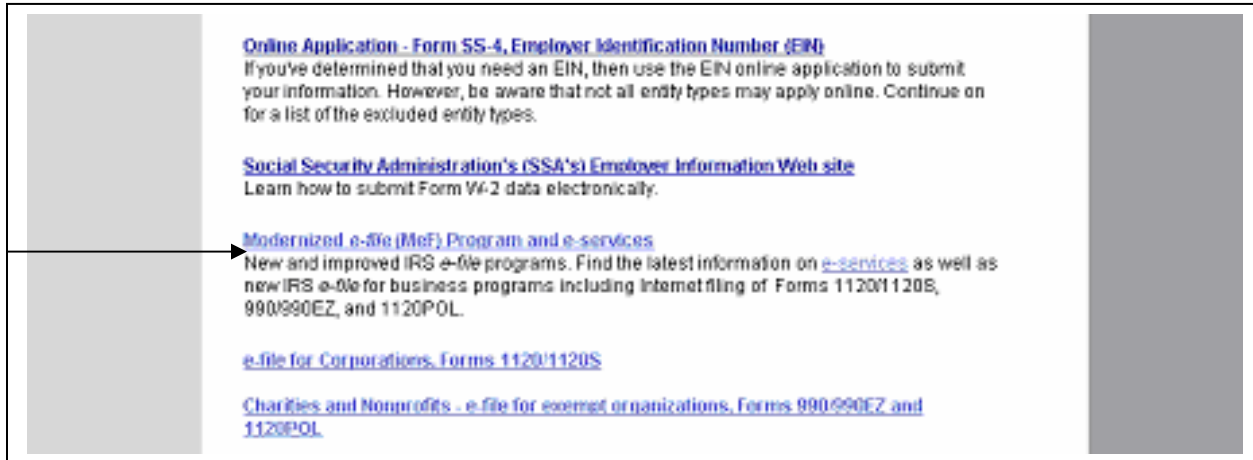 Online Application - Form SS-4, Employer Identification Number (EIN)
If you've determined that you need an EIN, then use the EIN online application to submit
your information. However, be aware that not all entity types may apply online. Continue on
for a list of the excluded entity types.
Social Security Administration's (SSA's) Employer Information Web site
Learn how to submit Form W-2 data electronically.
Modernized e-file (MeF) Program and e-services
New and improved IRS e-file programs. Find the latest information on e-services as well as
new IRS e-file for business programs including Internet filing of Forms 1120/1120S,
990/990EZ, and 1120POL.
e-file for Corporations, Forms 1120/1120S
Charities and Nonprofits - e-file for exempt organizations, Forms 990/990EZ and
1120POL